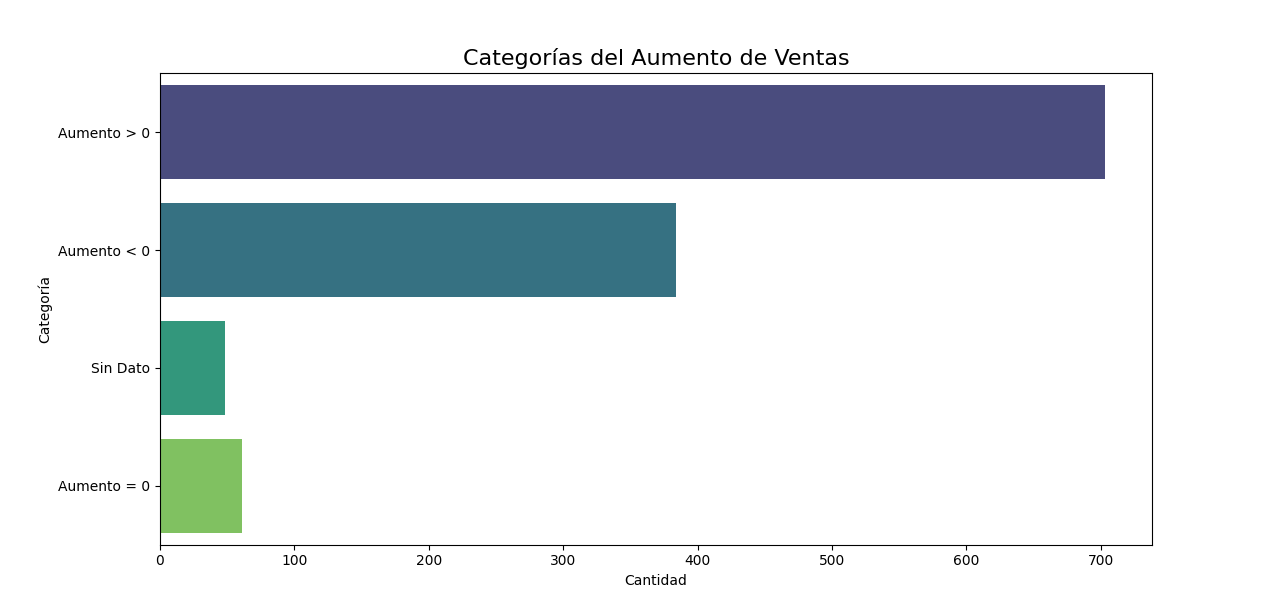 Categorías del Aumento de Ventas
Aumento > 0
Aumento < 0
Sin Dato
Aumento = 0
Categoría
0 100 200 300 400 500 600 700
Cantidad